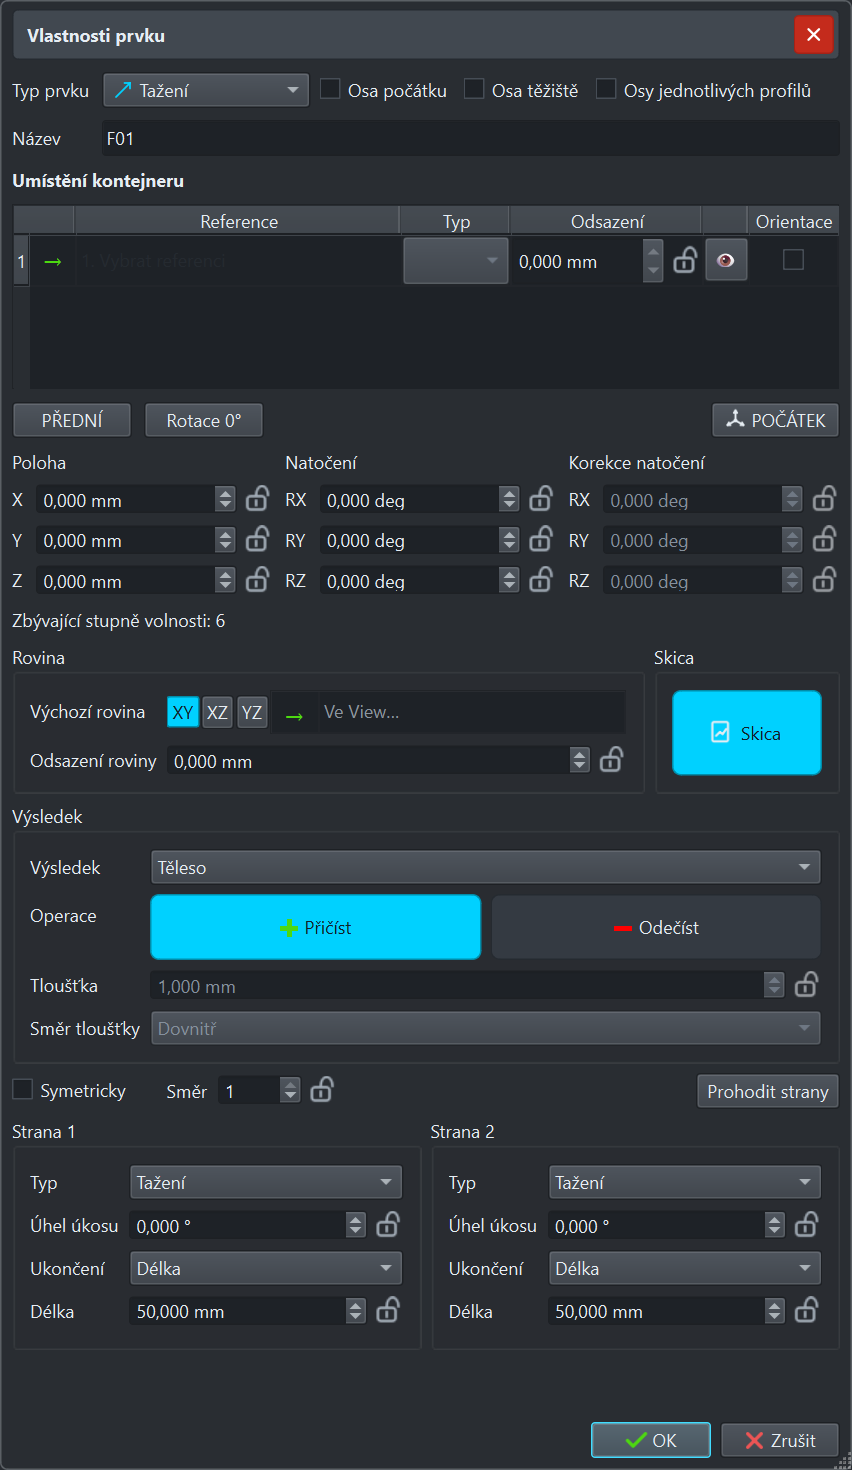 Vlastnosti prvku
Typ prvku Tažení Osa počátku Osa těžiště Osy jednotlivých profilů
Název F01
Umístění kontejneru
Reference Typ Odsazení Orientace
1 1. Vybrat referenci 0,000 mm
PŘEDNÍ Rotace 0° POČÁTEK
Poloha Natočení Korekce natočení
X 0,000 mm RX 0,000 deg RX 0,000 deg
Y 0,000 mm RY 0,000 deg RY 0,000 deg
Z 0,000 mm RZ 0,000 deg RZ 0,000 deg
Zbývající stupně volnosti: 6
Rovina Skica
Výchozí rovina XY XZ YZ Ve View... Skica
Odsazení roviny 0,000 mm
Výsledek
Výsledek Těleso
Operace Přičíst Odečíst
Tloušťka 1,000 mm
Směr tloušťky Dovnitř
Symetricky Směr 1 Prohodit strany
Strana 1 Strana 2
Typ Tažení Typ Tažení
Úhel úkosu 0,000 ° Úhel úkosu 0,000 °
Ukončení Délka Ukončení Délka
Délka 50,000 mm Délka 50,000 mm
OK Zrušit